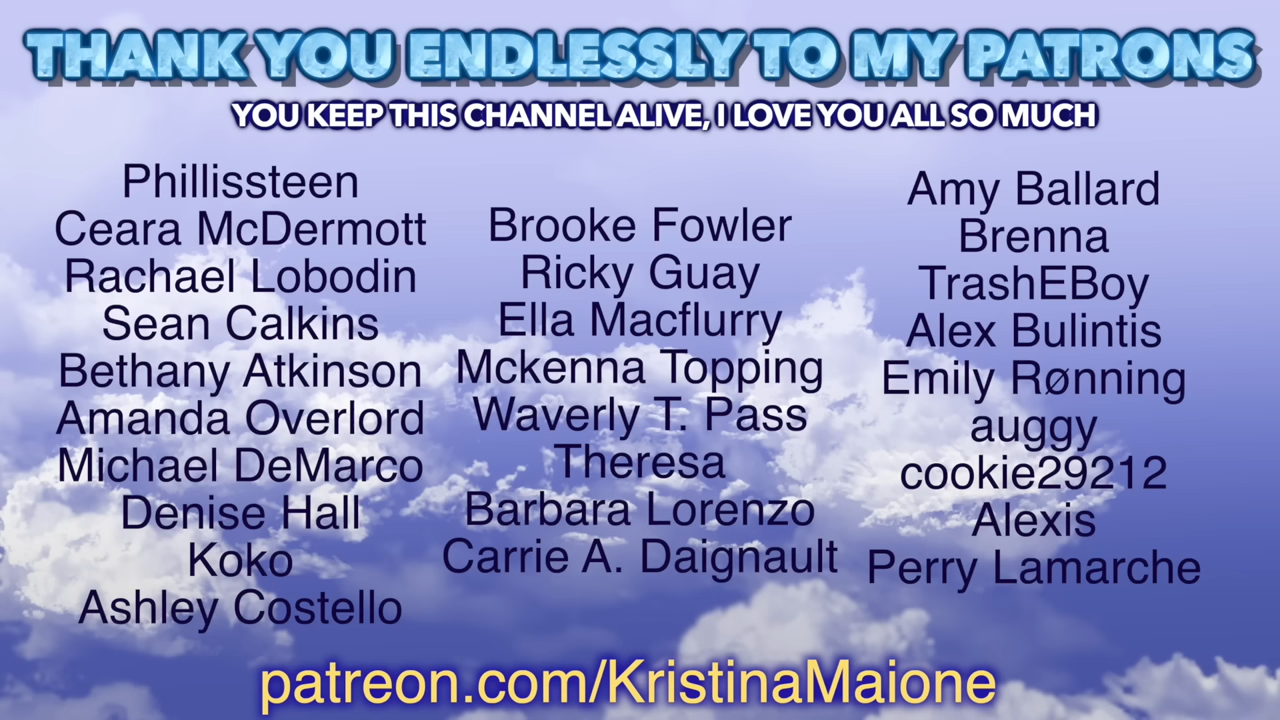 THANK YOU ENDLESSLY TO MY PATRONS
YOU KEEP THIS CHANNEL ALIVE, I LOVE YOU ALL SO MUCH
Phillissteen
Ceara McDermott
Rachael Lobodin
Sean Calkins
Bethany Atkinson
Amanda Overlord
Michael DeMarco
Denise Hall
Koko
Ashley Costello
Brooke Fowler
Ricky Guay
Ella Macflurry
Mckenna Topping
Waverly T. Pass
Theresa
Barbara Lorenzo
Carrie A. Daignault
Amy Ballard
Brenna
TrashEBoy
Alex Bulintis
Emily Rønning
auggy
cookie29212
Alexis
Perry Lamarche
patreon.com/KristinaMaione